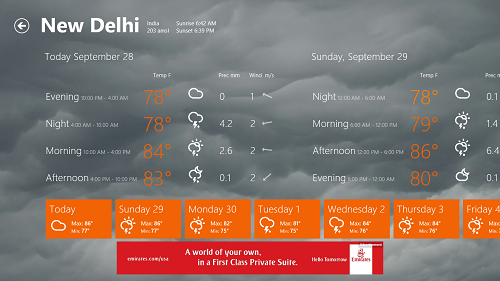 New Delhi
India
203 amsl
Sunrise 6:42 AM
Sunset 6:39 PM
Today September 28
Temp F Prec mm Wind m/s
Evening 10:00 PM - 4:00 AM 78° 0 1
Night 4:00 AM - 10:00 AM 78° 4.2 2
Morning 10:00 AM - 4:00 PM 84° 2.6 2
Afternoon 4:00 PM - 10:00 PM 83° 0.1 2
Sunday, September 29
Temp F Prec
Night 12:00 AM - 6:00 AM 78° 0.1
Morning 6:00 AM - 12:00 PM 79° 1.4
Afternoon 12:00 PM - 6:00 PM 86° 6.4
Evening 6:00 PM - 12:00 AM 80° 0.1
Today
Max: 86°
Min: 77°
Sunday 29
Max: 86°
Min: 77°
Monday 30
Max: 82°
Min: 75°
Tuesday 1
Max: 81°
Min: 75°
Wednesday 2
Max: 84°
Min: 76°
Thursday 3
Max: 84°
Min: 76°
Friday 4
Max
Min:
emirates.com/usa
A world of your own,
in a First Class Private Suite.
Hello Tomorrow
Emirates